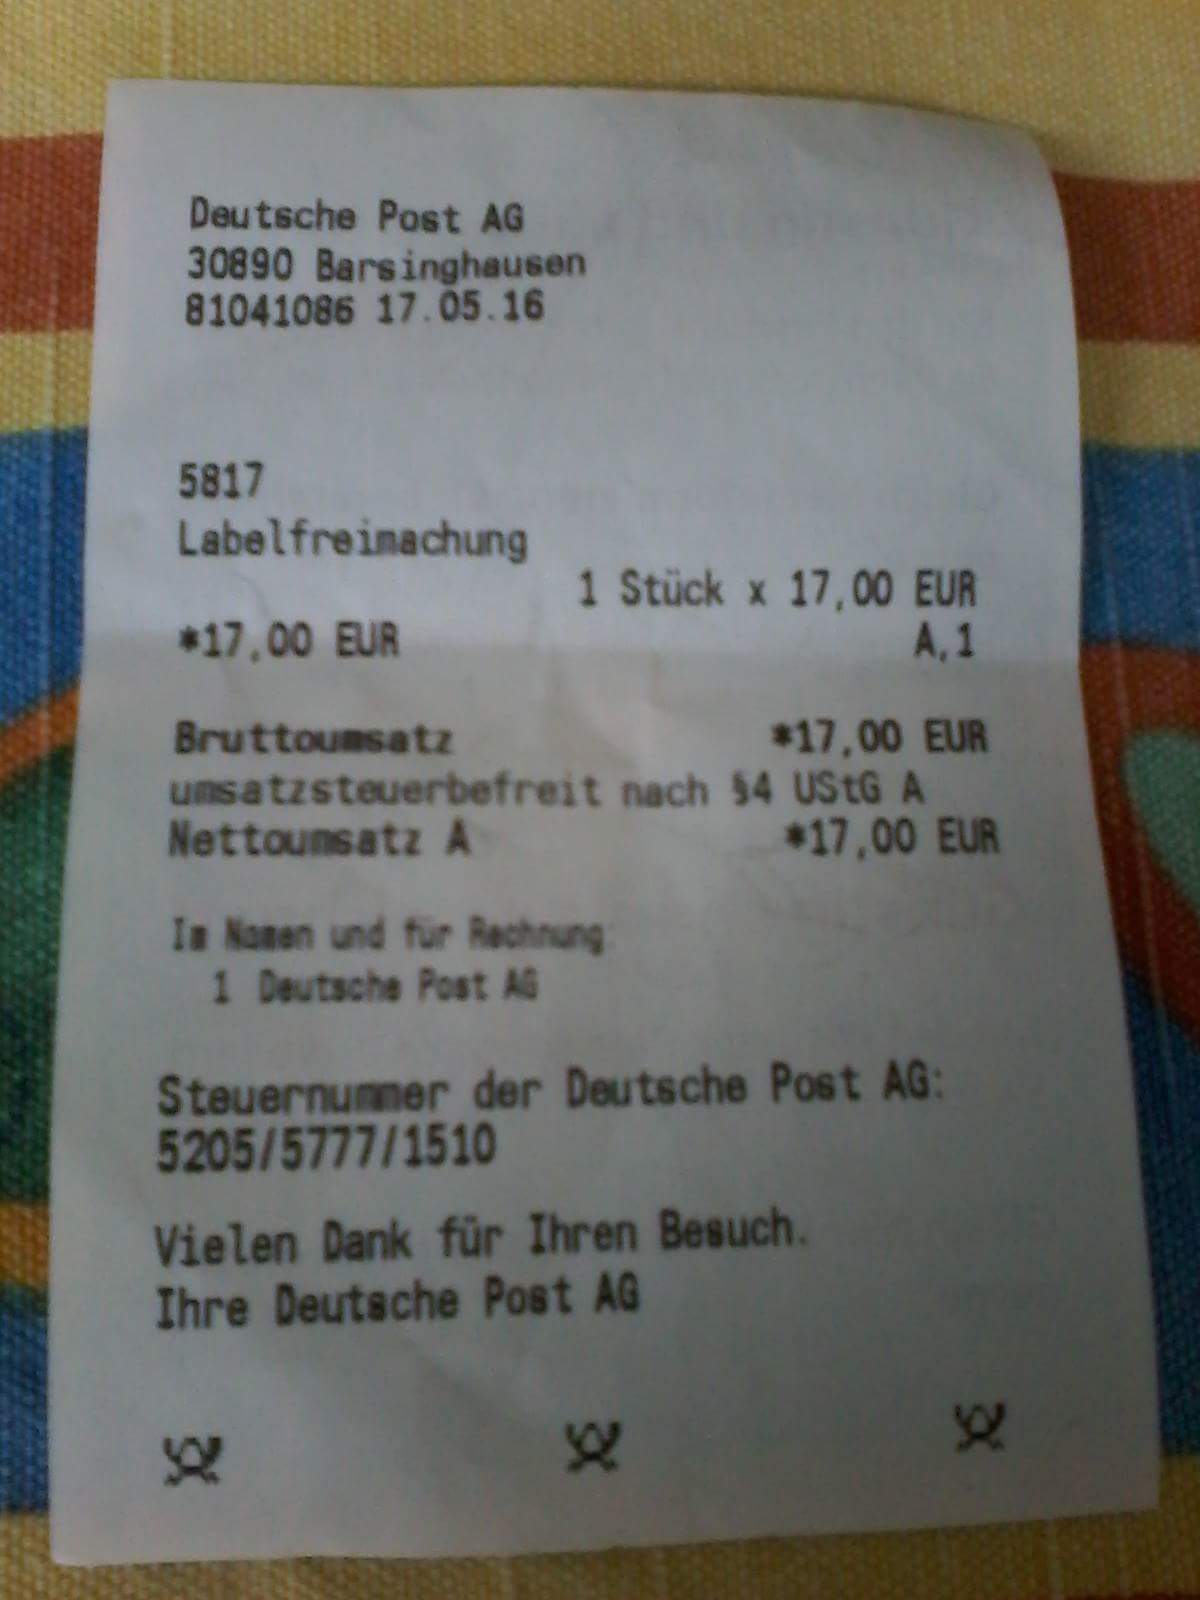 Deutsche Post AG
30890 Barsinghausen
81041086 17.05.16
5817
Labelfreimachung
1 Stück x 17,00 EUR
*17,00 EUR A,1
Bruttoumsatz *17,00 EUR
umsatzsteuerbefreit nach §4 UStG A
Nettoumsatz A *17,00 EUR
Im Namen und für Rechnung:
1 Deutsche Post AG
Steuernummer der Deutsche Post AG:
5205/5777/1510
Vielen Dank für Ihren Besuch.
Ihre Deutsche Post AG